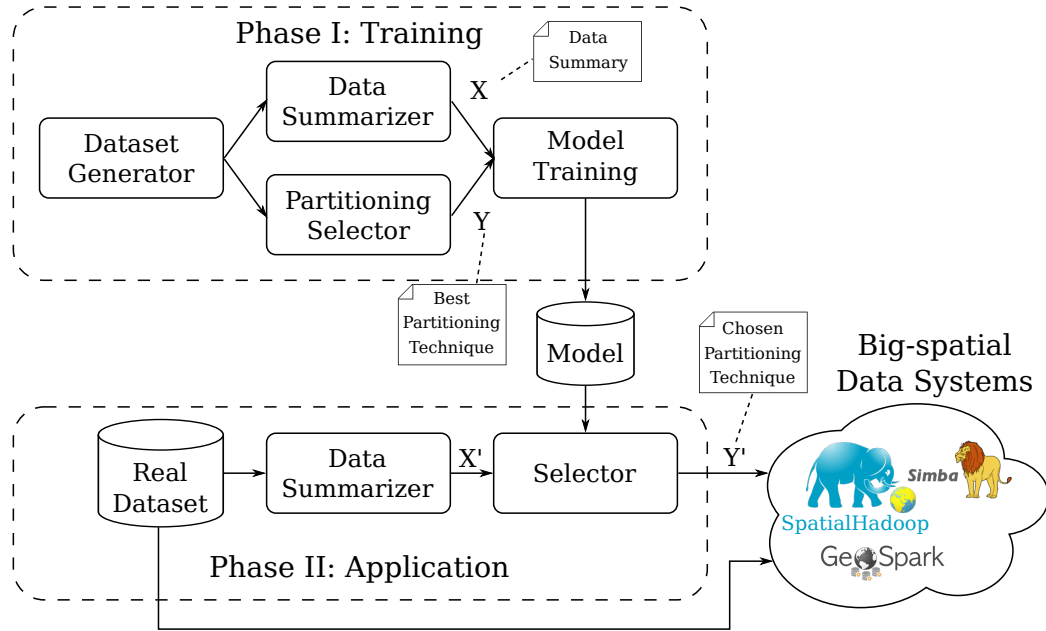 Phase I: Training
Data
Summary
Data
Summarizer
X
Dataset
Generator
Model
Training
Partitioning
Selector
Y
Best
Partitioning
Technique
Model
Chosen
Partitioning
Technique
Big-spatial
Data Systems
Real
Dataset
Data
Summarizer
X'
Selector
Y'
Simba
SpatialHadoop
GeoSpark
Phase II: Application